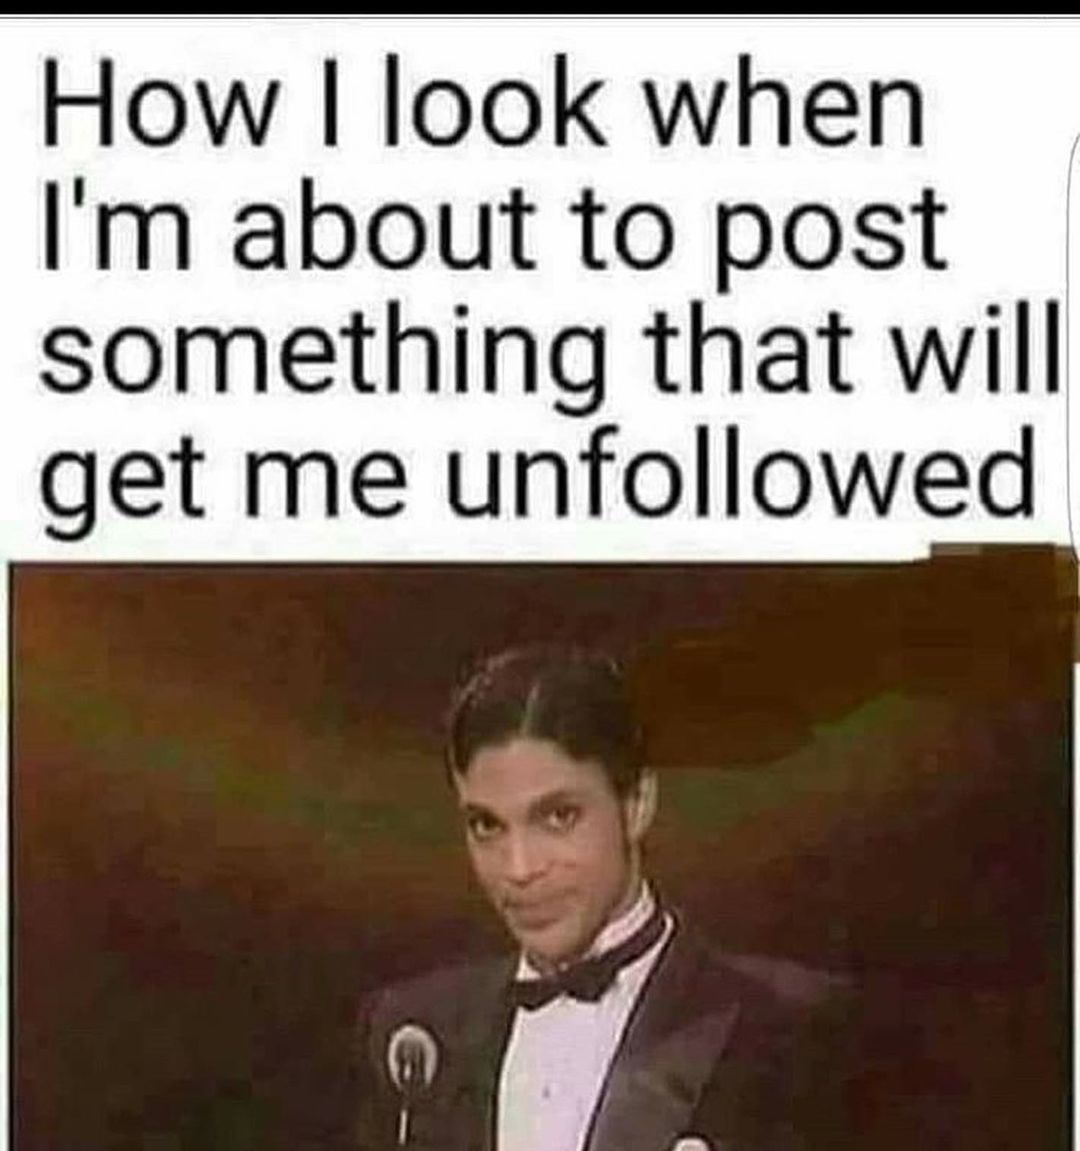 How I look when
I'm about to post
something that will
get me unfollowed